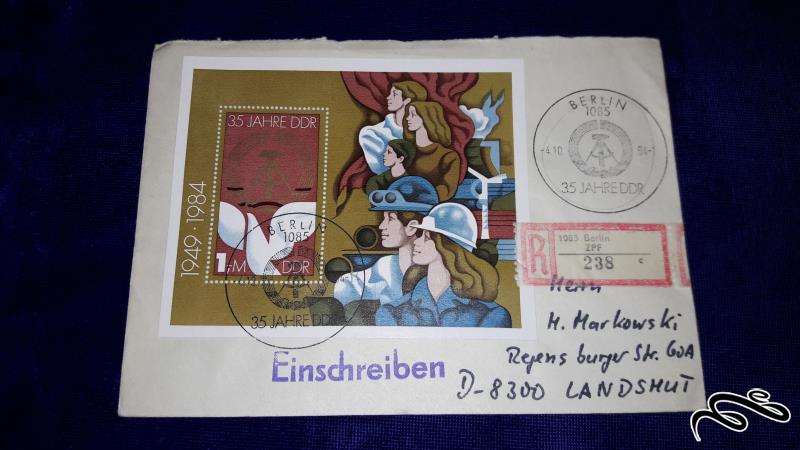 35 JAHRE DDR
1949 · 1984
1 M DDR
BERLIN
1085
35 JAHRE DDR
BERLIN
1085
-4.10. 84-1
35 JAHRE DDR
R
1085 Berlin
ZPF
238 c
Einschreiben
Herrn
M. Markowski
Regensburger Str. 60A
D-8300 LANDSHUT